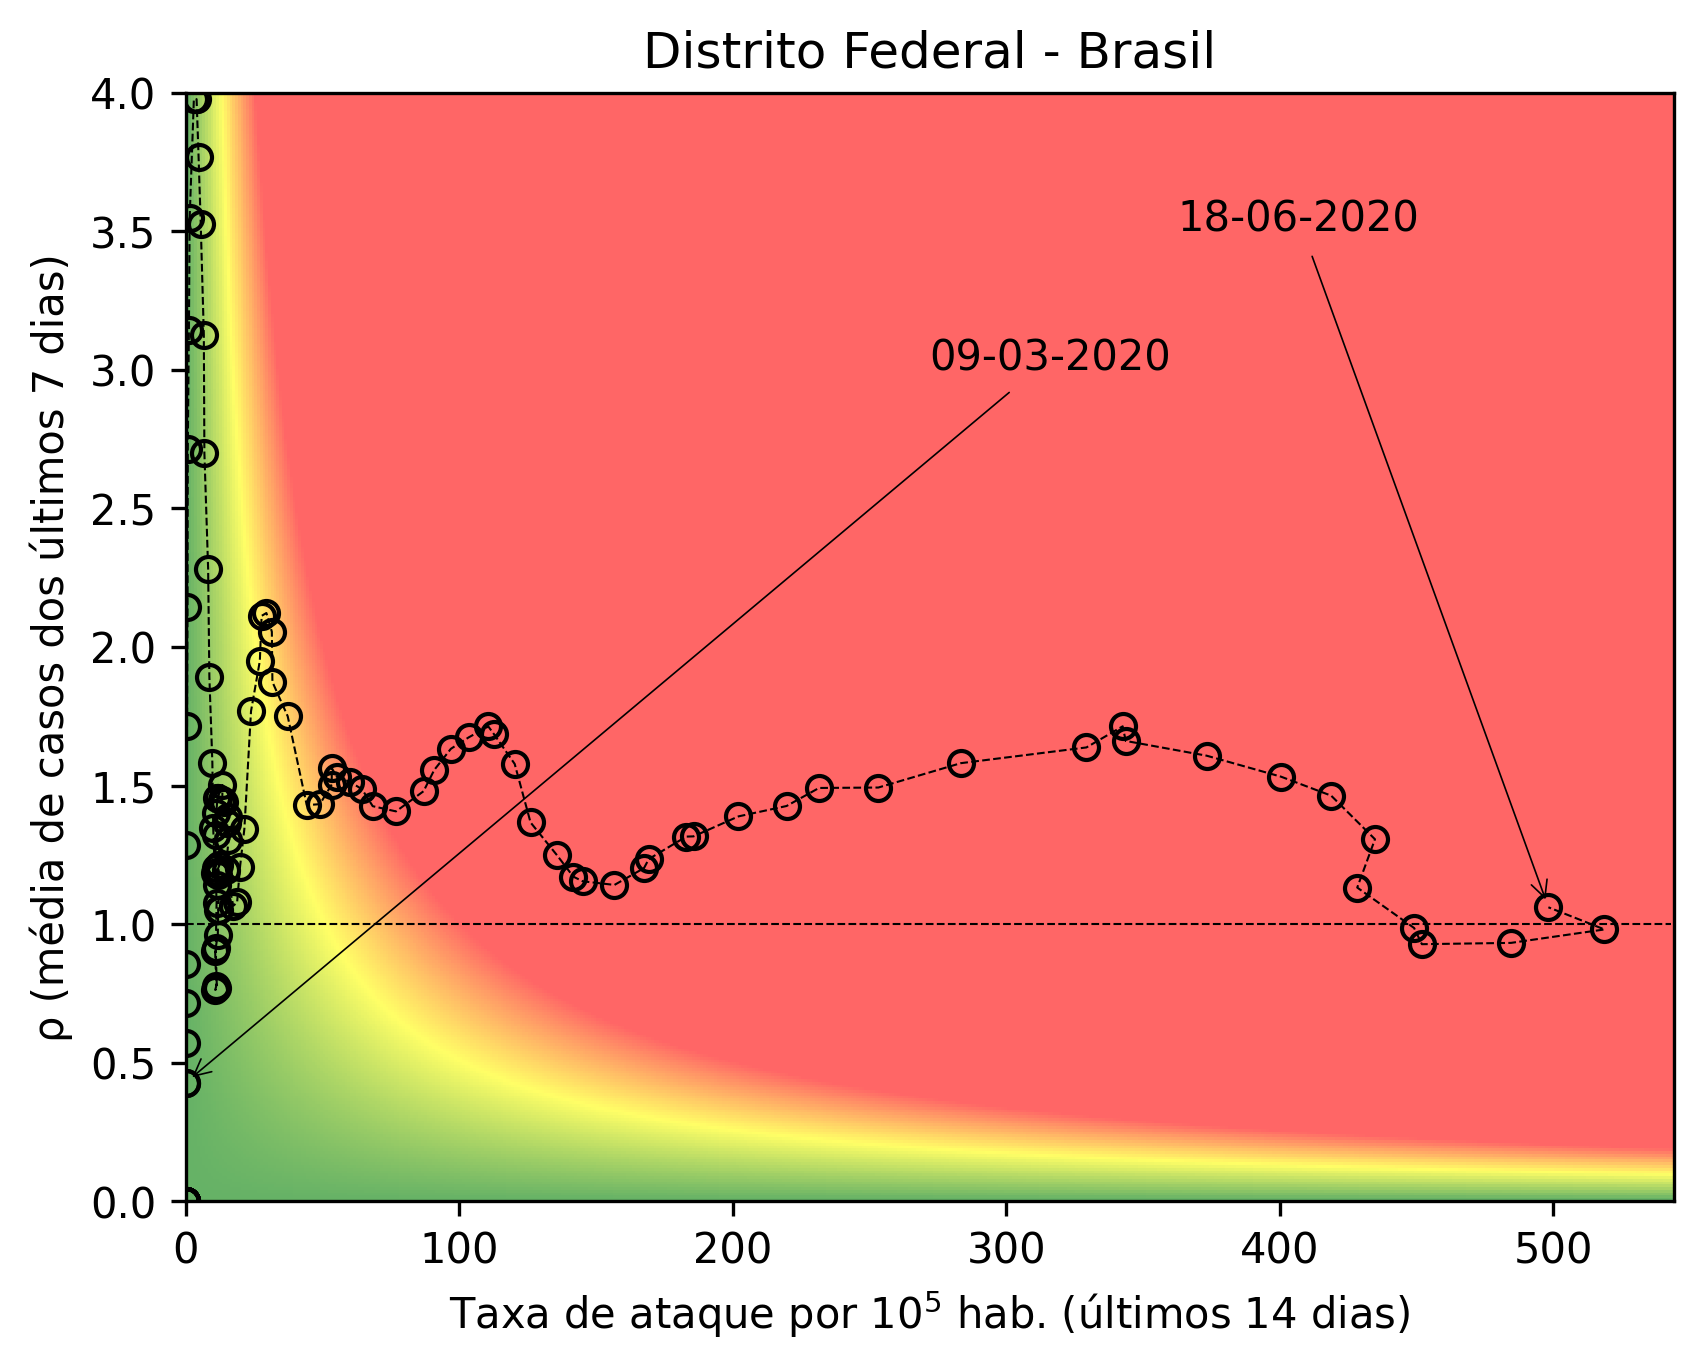 Distrito Federal - Brasil
4.0
3.5
3.0
2.5
2.0
1.5
1.0
0.5
0.0
ρ (média de casos dos últimos 7 dias)
18-06-2020
09-03-2020
0 100 200 300 400 500
Taxa de ataque por 10⁵ hab. (últimos 14 dias)